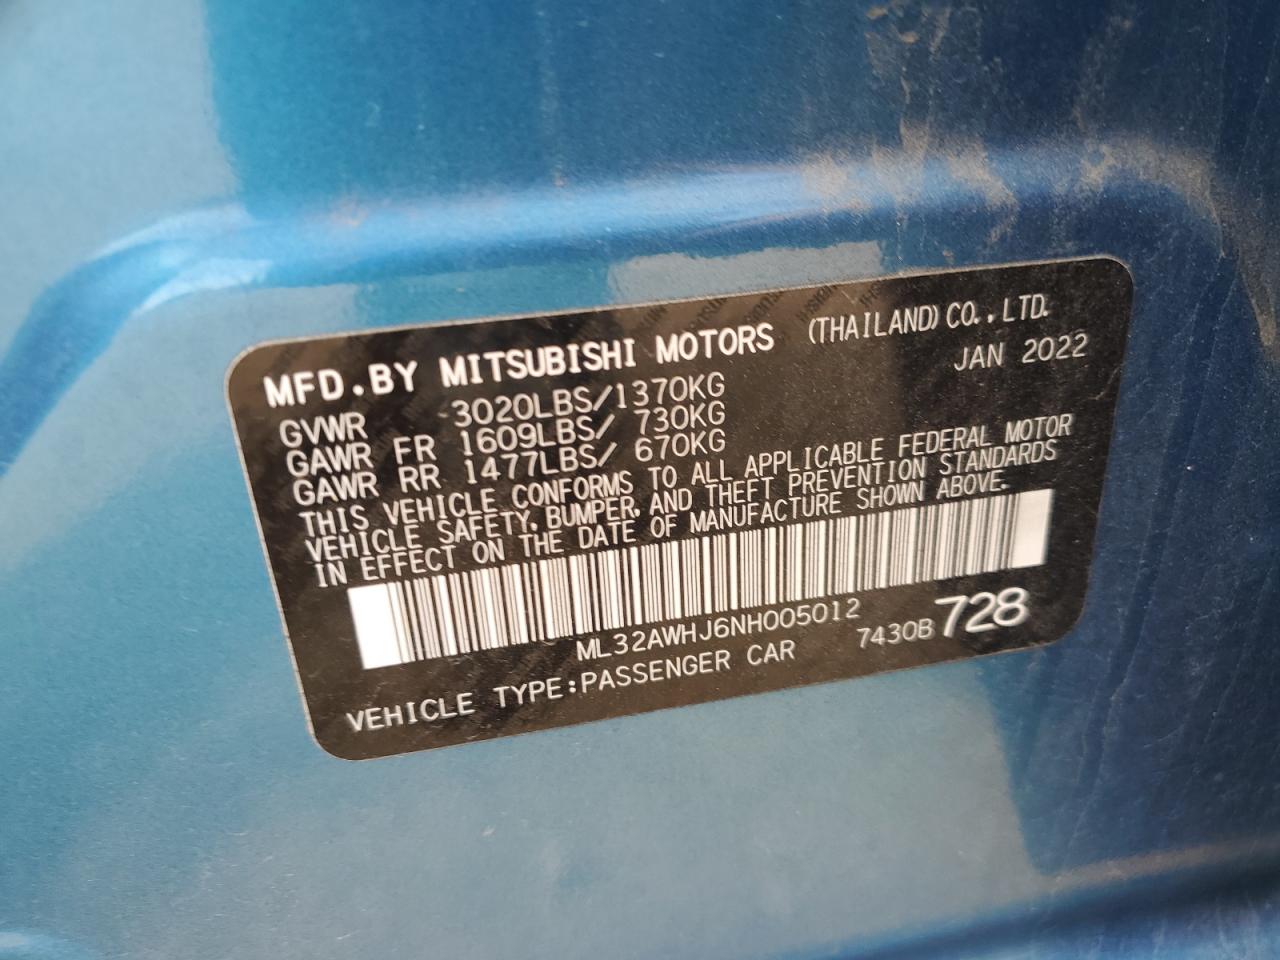 MFD.BY MITSUBISHI MOTORS (THAILAND) CO.,LTD.
JAN 2022
GVWR 3020LBS/1370KG
GAWR FR 1609LBS/ 730KG
GAWR RR 1477LBS/ 670KG
THIS VEHICLE CONFORMS TO ALL APPLICABLE FEDERAL MOTOR
VEHICLE SAFETY, BUMPER, AND THEFT PREVENTION STANDARDS
IN EFFECT ON THE DATE OF MANUFACTURE SHOWN ABOVE.
ML32AWHJ6NH005012
VEHICLE TYPE:PASSENGER CAR 7430B728